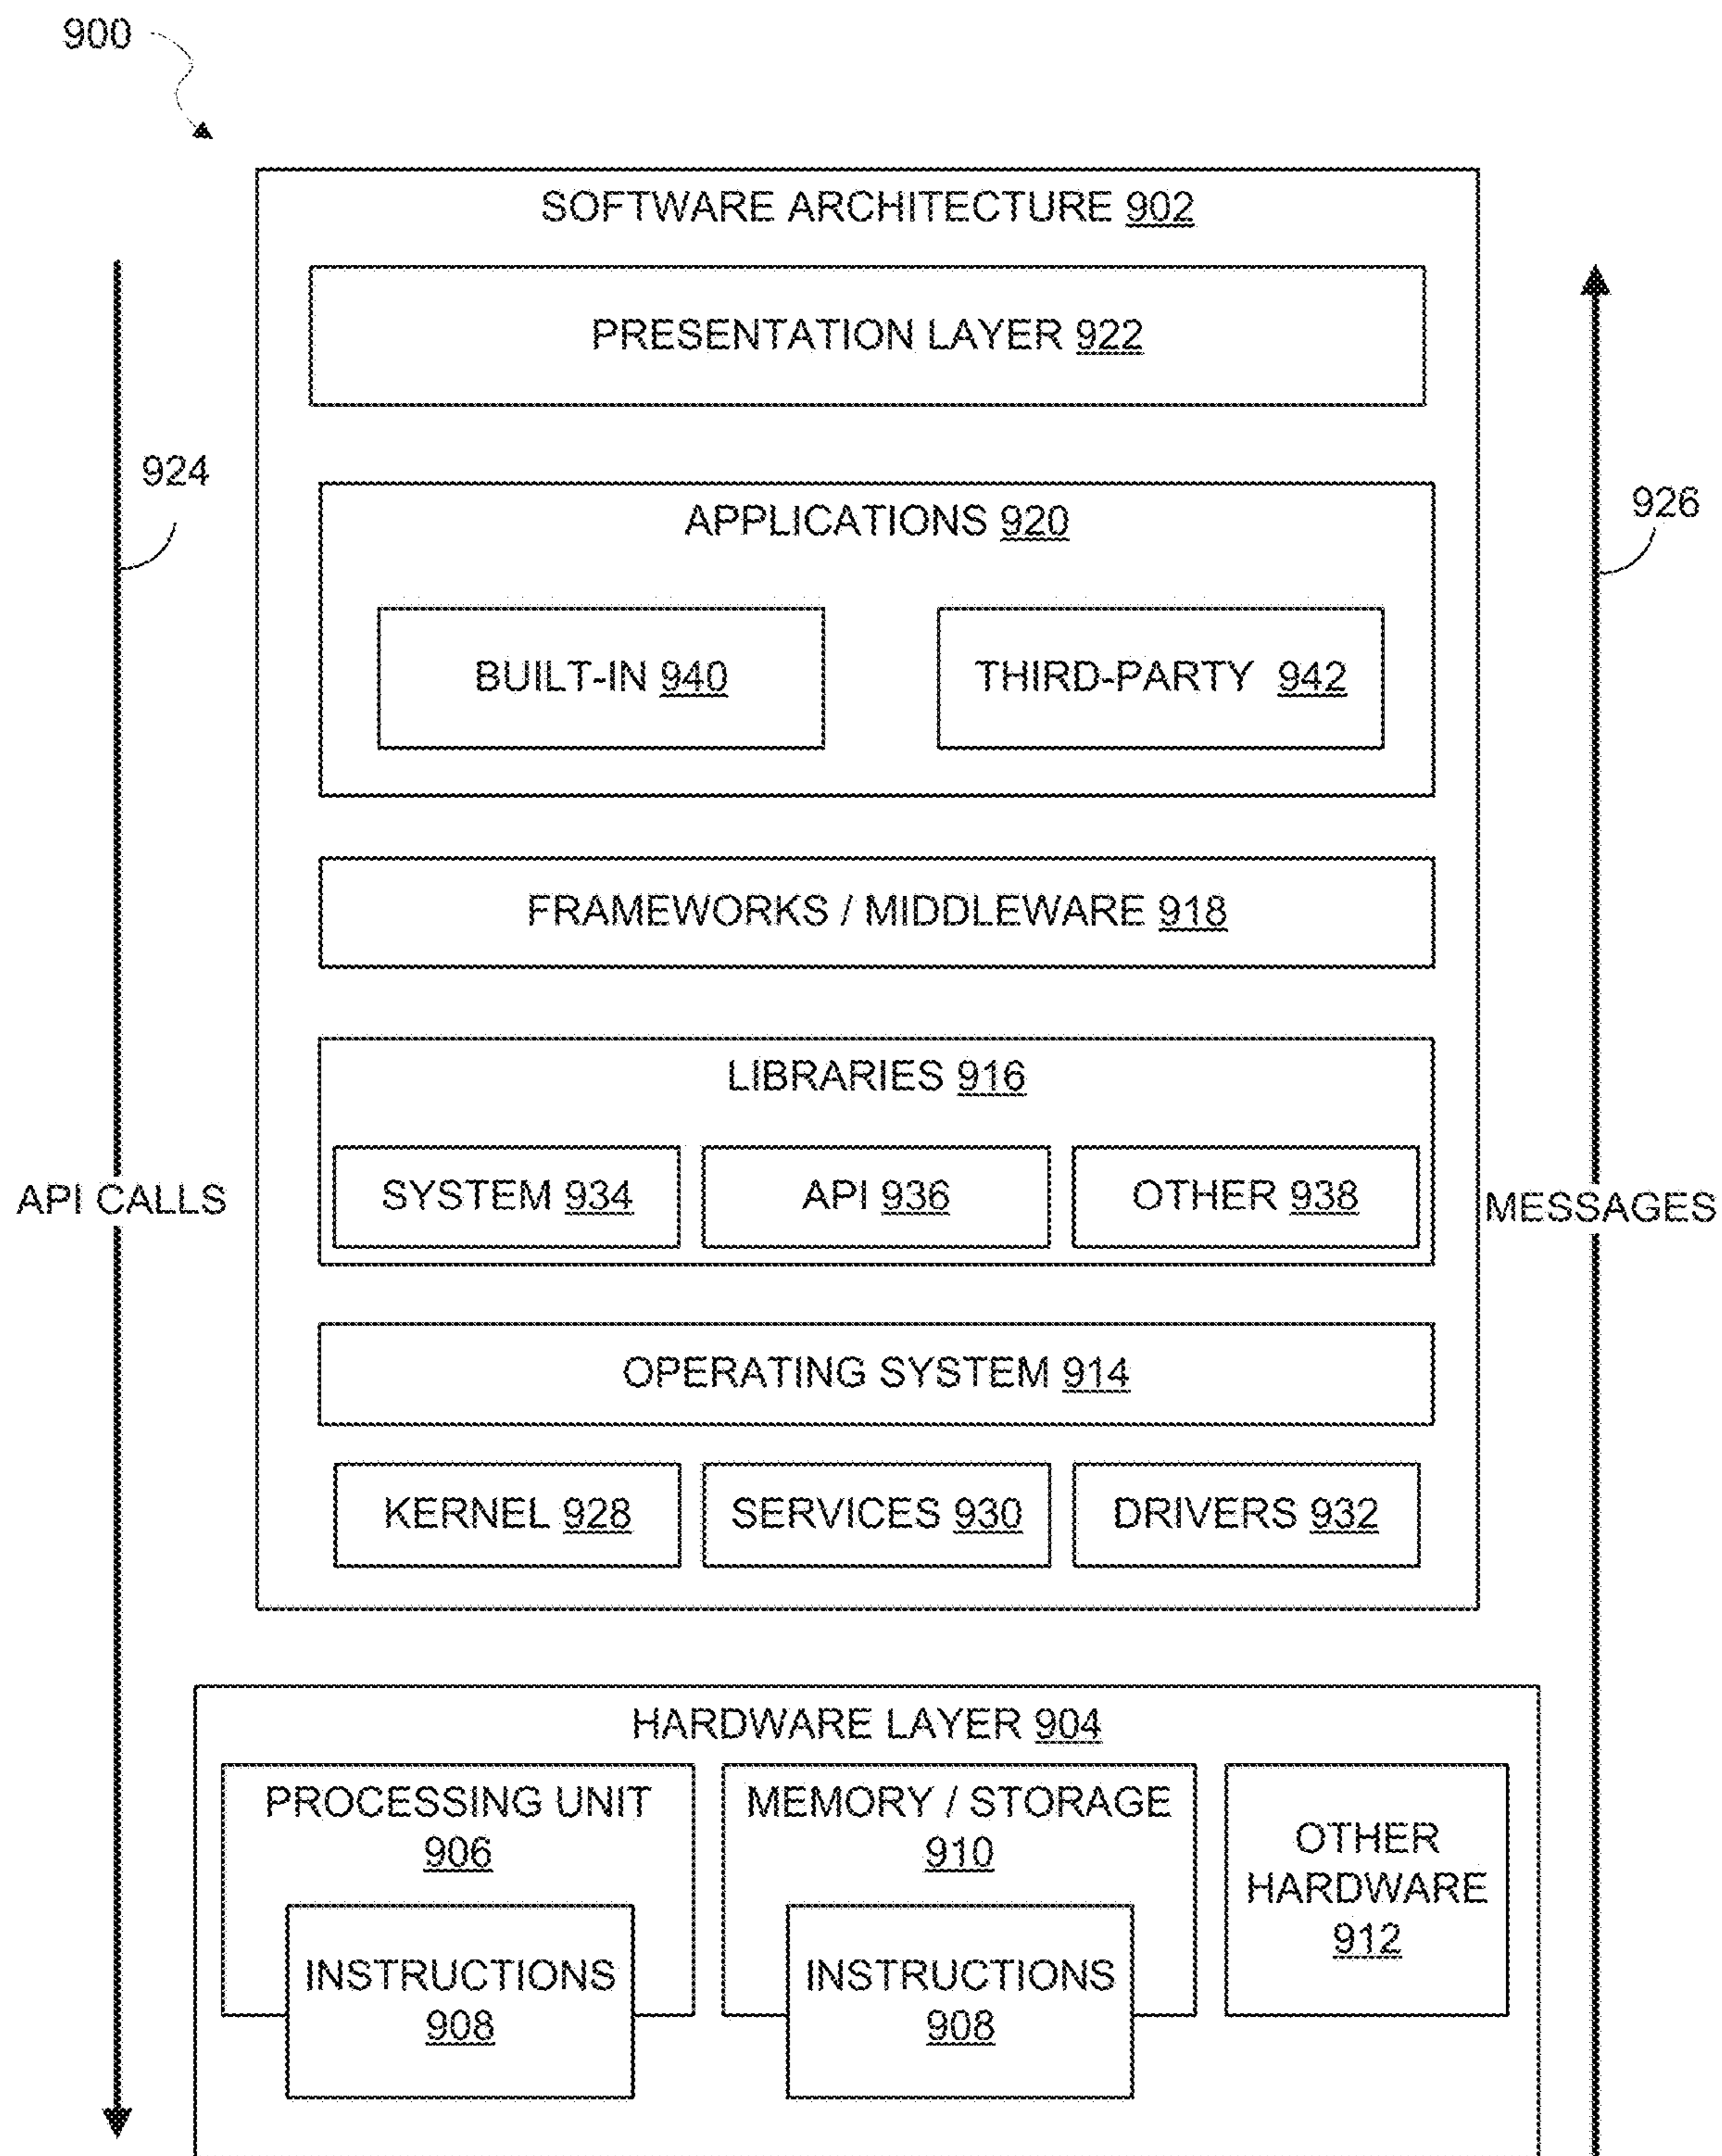 900
SOFTWARE ARCHITECTURE 902
PRESENTATION LAYER 922
924
926
APPLICATIONS 920
BUILT-IN 940
THIRD-PARTY 942
FRAMEWORKS / MIDDLEWARE 918
LIBRARIES 916
SYSTEM 934
API 936
OTHER 938
API CALLS
MESSAGES
OPERATING SYSTEM 914
KERNEL 928
SERVICES 930
DRIVERS 932
HARDWARE LAYER 904
PROCESSING UNIT
906
INSTRUCTIONS
908
MEMORY / STORAGE
910
INSTRUCTIONS
908
OTHER
HARDWARE
912